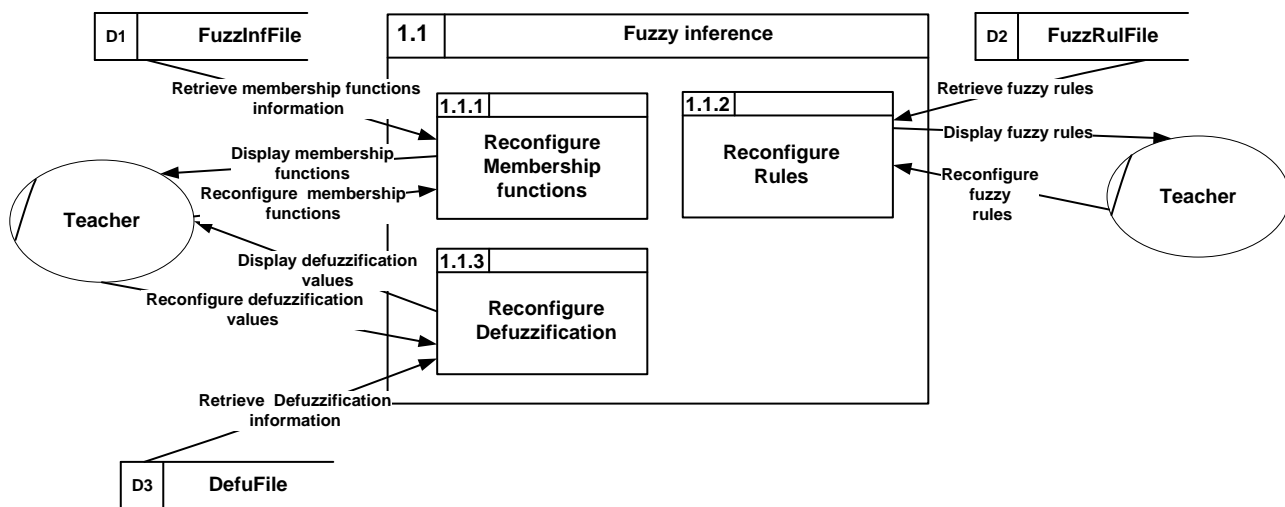 D1 FuzzInfFile
1.1 Fuzzy inference
D2 FuzzRulFile
Retrieve membership functions
information
Retrieve fuzzy rules
1.1.1
Reconfigure
Membership
functions
1.1.2
Reconfigure
Rules
Display fuzzy rules
Display membership
functions
Reconfigure membership
functions
Reconfigure
fuzzy
rules
Teacher
Teacher
Display defuzzification
values
1.1.3
Reconfigure
Defuzzification
Reconfigure defuzzification
values
Retrieve Defuzzification
information
D3 DefuFile